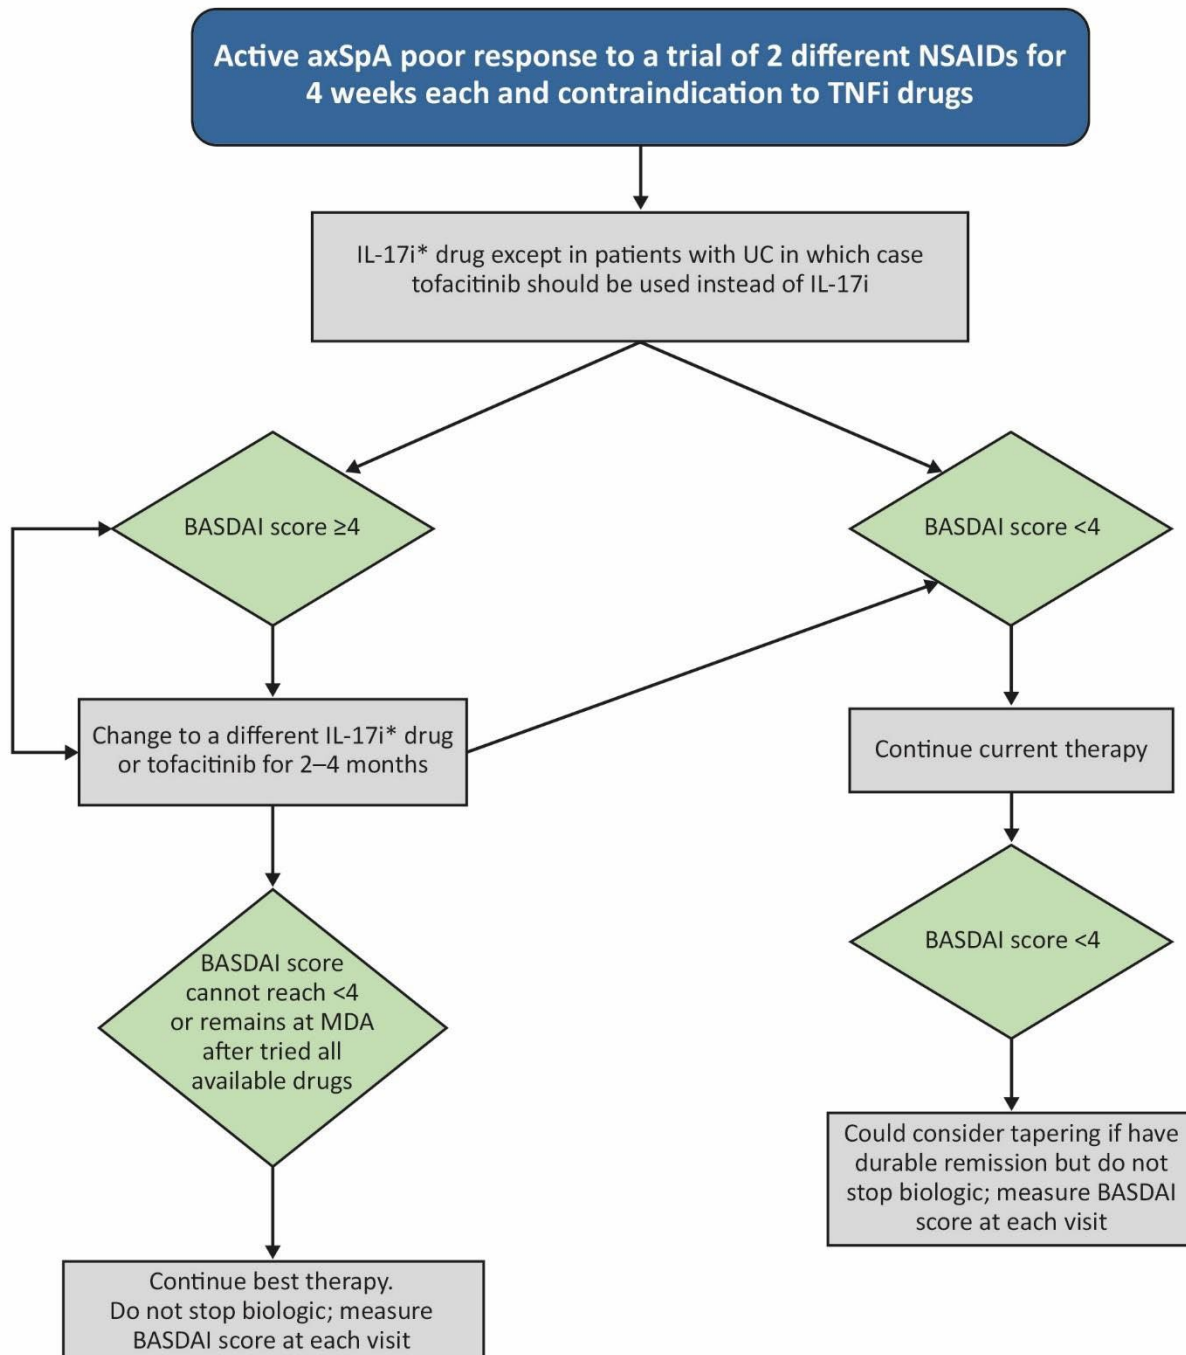 Active axSpA poor response to a trial of 2 different NSAIDs for
4 weeks each and contraindication to TNFi drugs
IL-17i* drug except in patients with UC in which case
tofacitinib should be used instead of IL-17i
BASDAI score ≥4
BASDAI score <4
Change to a different IL-17i* drug
or tofacitinib for 2–4 months
Continue current therapy
BASDAI score
cannot reach <4
or remains at MDA
after tried all
available drugs
BASDAI score <4
Could consider tapering if have
durable remission but do not
stop biologic; measure BASDAI
score at each visit
Continue best therapy.
Do not stop biologic; measure
BASDAI score at each visit